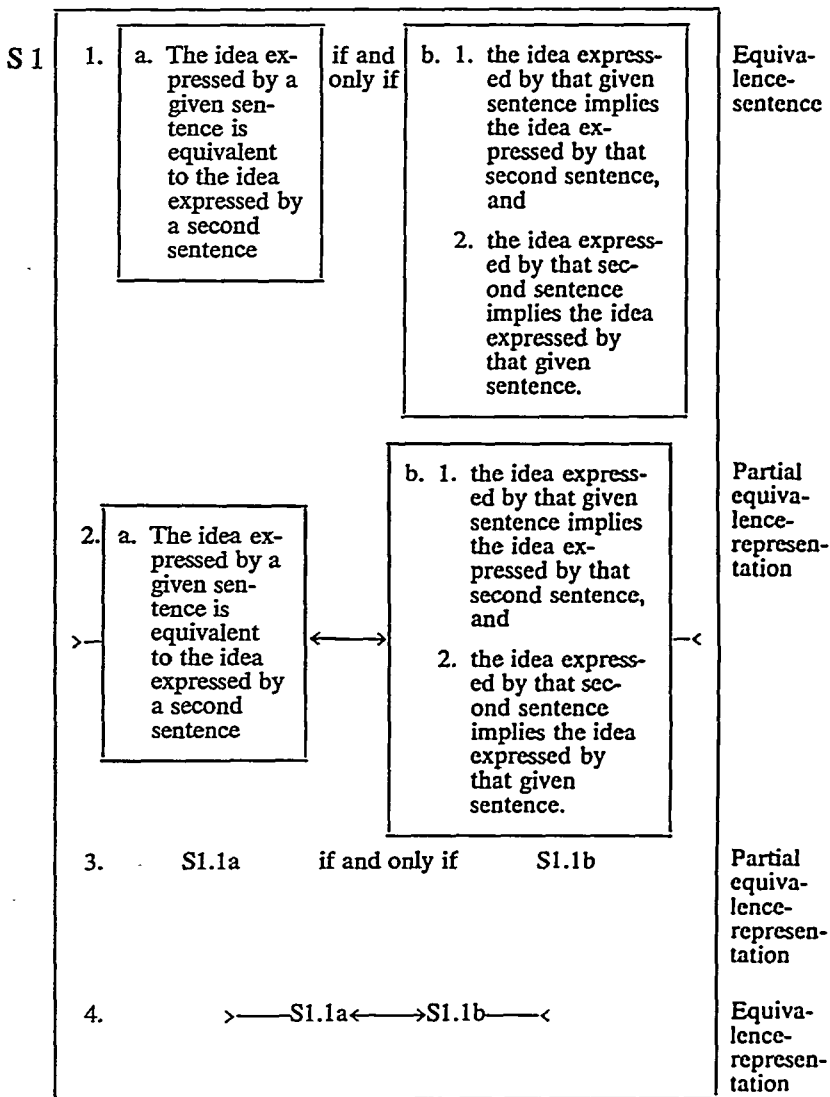 S 1
1.
a. The idea ex-
pressed by a
given sen-
tence is
equivalent
to the idea
expressed by
a second
sentence
if and
only if
b. 1. the idea express-
ed by that given
sentence implies
the idea ex-
pressed by that
second sentence,
and
2. the idea express-
ed by that sec-
ond sentence
implies the idea
expressed by
that given
sentence.
Equiva-
lence-
sentence
2.
a. The idea ex-
pressed by a
given sen-
tence is
equivalent
to the idea
expressed by
a second
sentence
b. 1. the idea express-
ed by that given
sentence implies
the idea ex-
pressed by that
second sentence,
and
2. the idea express-
ed by that sec-
ond sentence
implies the idea
expressed by
that given
sentence.
Partial
equiva-
lence-
represen-
tation
3. S1.1a if and only if S1.1b
Partial
equiva-
lence-
represen-
tation
4. >—S1.1a←→S1.1b—<
Equiva-
lence-
represen-
tation